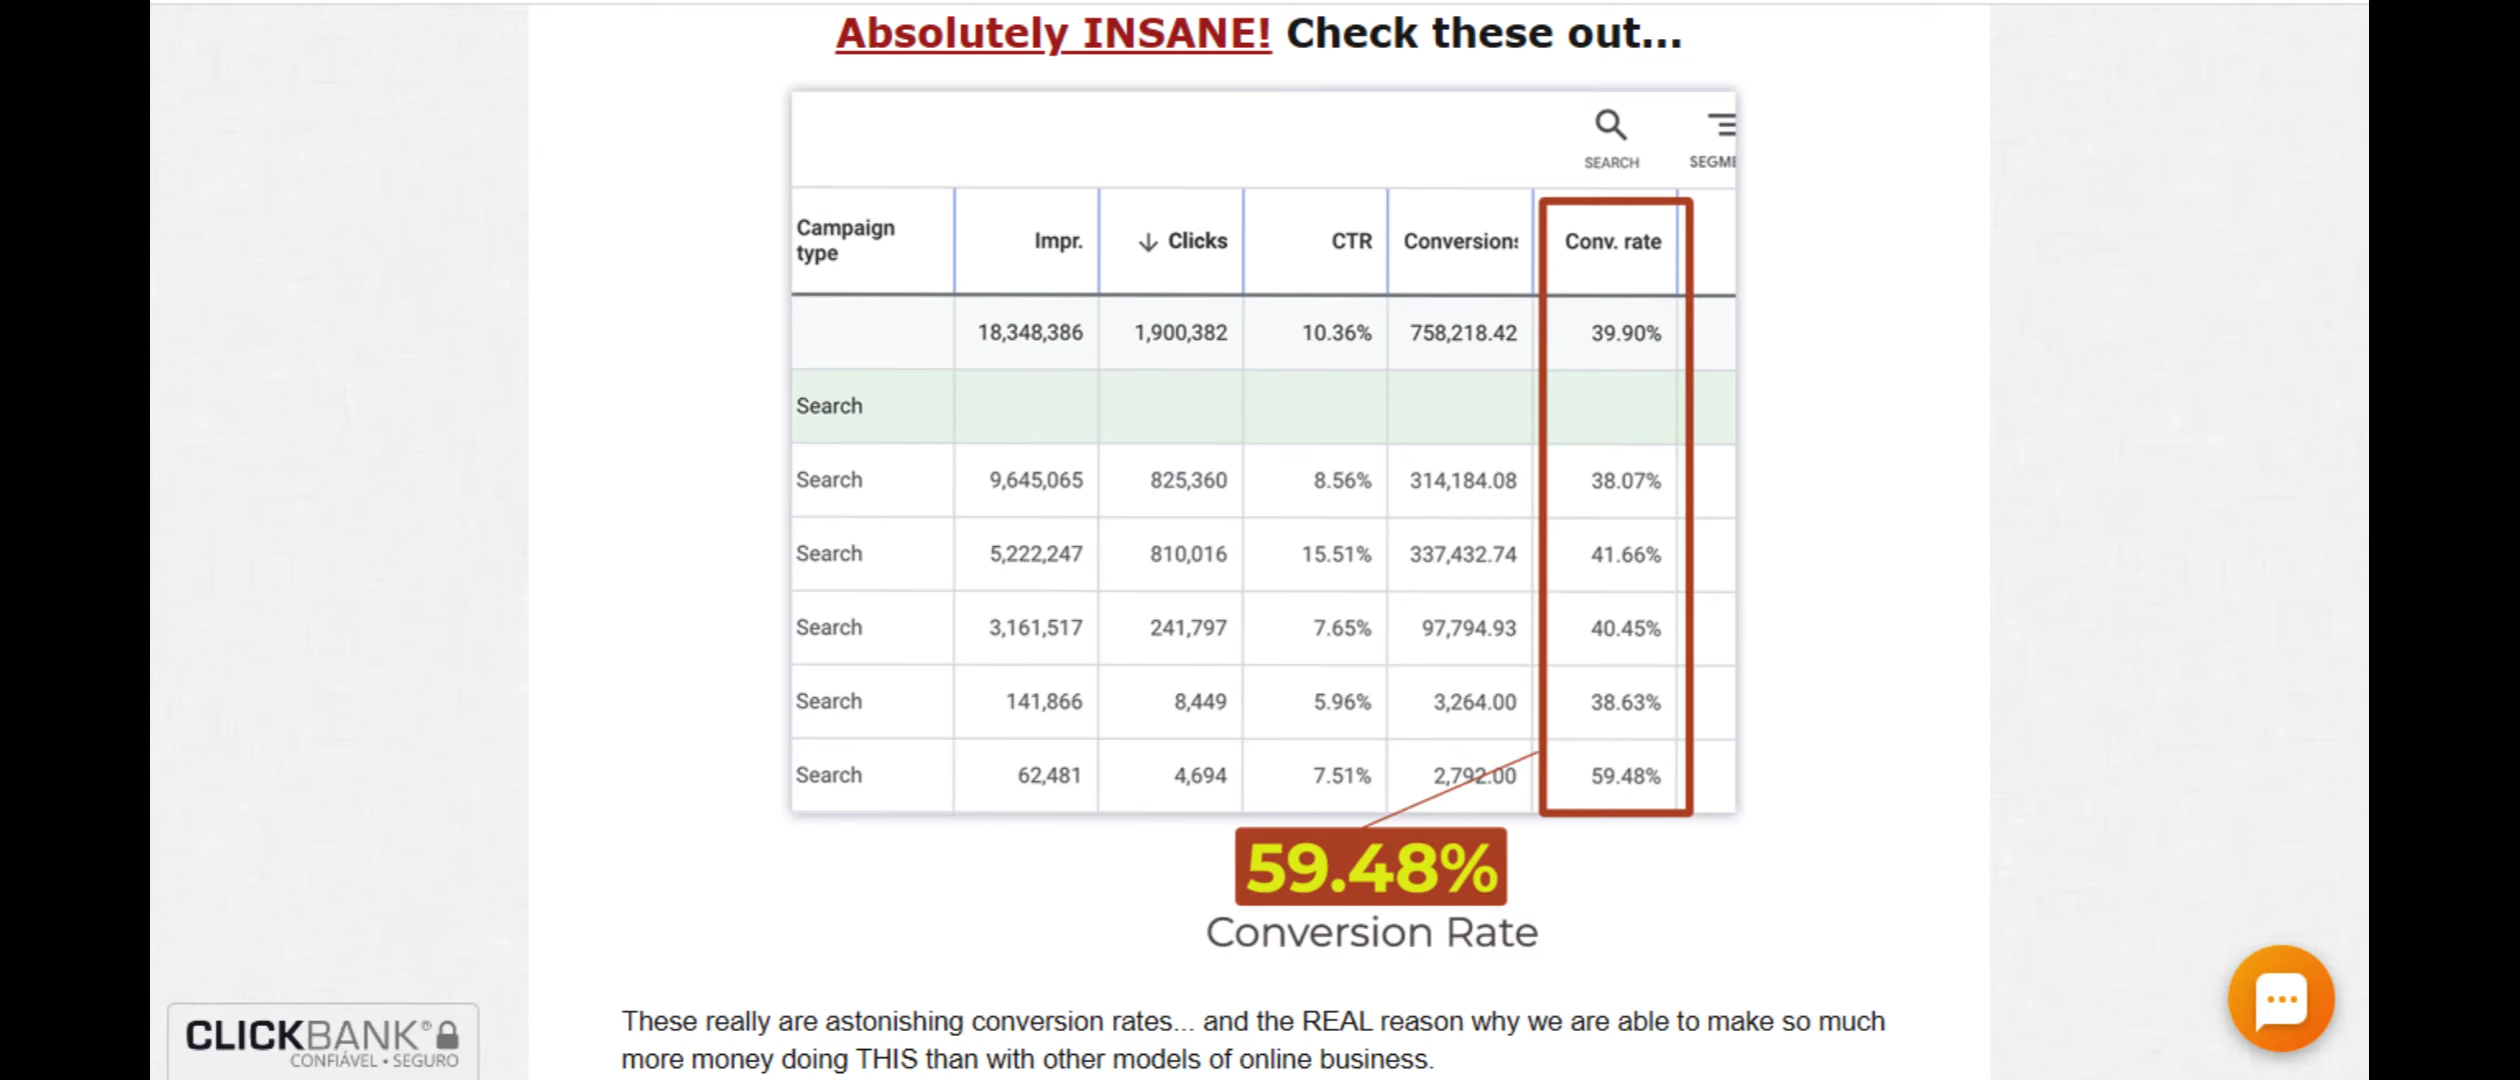 Absolutely INSANE! Check these out...
SEARCH
Campaign type Impr. Clicks CTR Conversions Conv. rate
18,348,386 1,900,382 10.36% 758,218.42 39.90%
Search
Search 9,645,065 825,360 8.56% 314,184.08 38.07%
Search 5,222,247 810,016 15.51% 337,432.74 41.66%
Search 3,161,517 241,797 7.65% 97,794.93 40.45%
Search 141,866 8,449 5.96% 3,264.00 38.63%
Search 62,481 4,694 7.51% 2,792.00 59.48%
59.48%
Conversion Rate
These really are astonishing conversion rates... and the REAL reason why we are able to make so much
more money doing THIS than with other models of online business.
CLICKBANK®
CONFIÁVEL • SEGURO